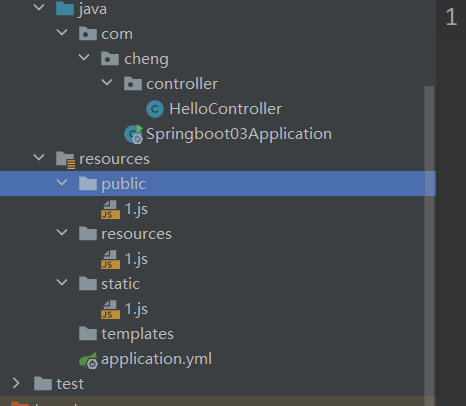 java
1
com
cheng
controller
HelloController
Springboot03Application
resources
public
1.js
resources
1.js
static
1.js
templates
application.yml
test